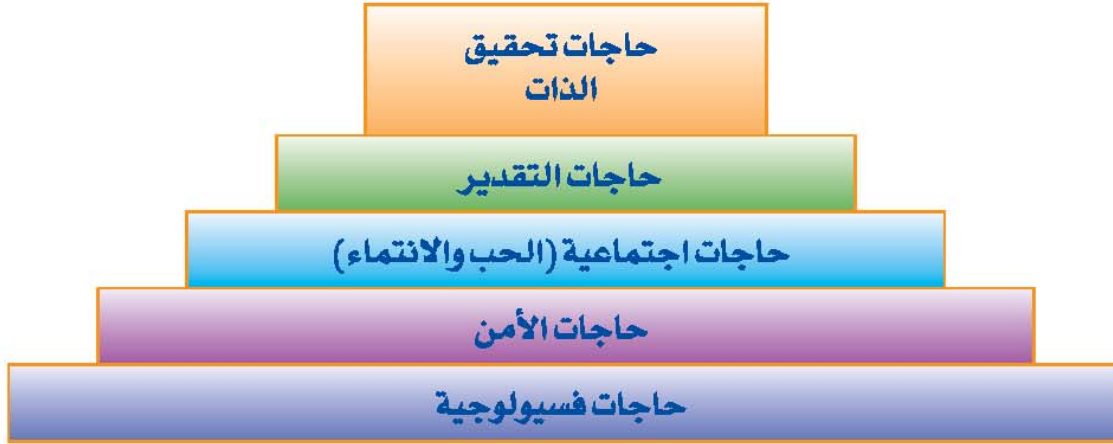 حاجات تحقيق
الذات
حاجات التقدير
حاجات اجتماعية (الحب والانتماء)
حاجات الأمن
حاجات فسيولوجية